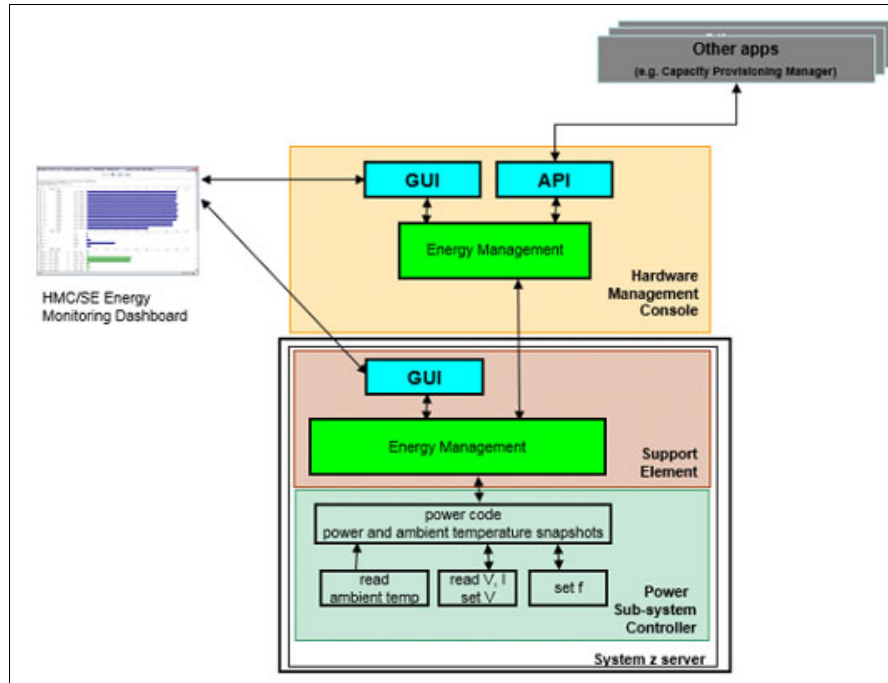 Other apps
(e.g. Capacity Provisioning Manager)
GUI
API
Energy Management
Hardware
Management
Console
HMC/SE Energy
Monitoring Dashboard
GUI
Energy Management
Support
Element
power code
power and ambient temperature snapshots
read
ambient temp
read V, I
set V
set f
Power
Sub-system
Controller
System z server